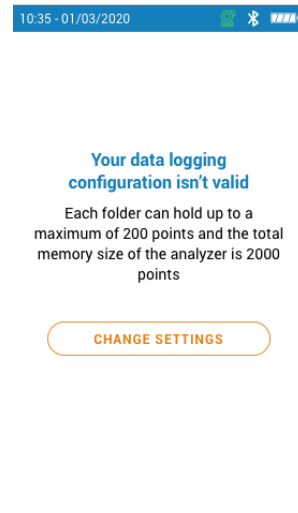 10:35 - 01/03/2020
Your data logging
configuration isn't valid
Each folder can hold up to a
maximum of 200 points and the total
memory size of the analyzer is 2000
points
CHANGE SETTINGS